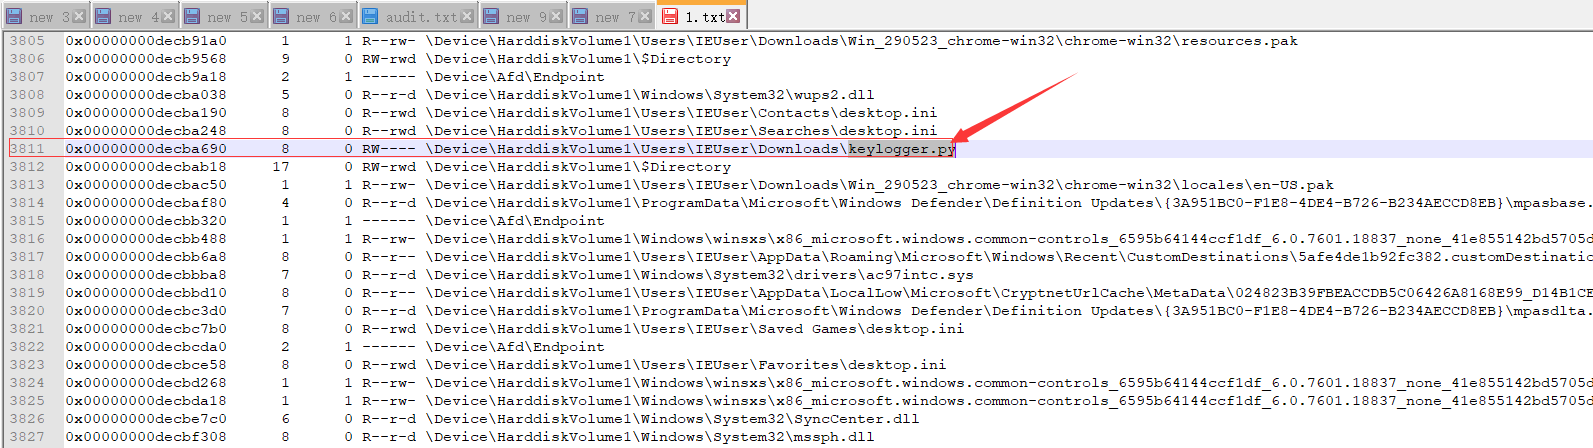 new 3 new 4 new 5 new 6 audit.txt new 9 new 7 1.txt
3805 0x00000000decb91a0 1 1 R--rw- \Device\HarddiskVolume1\Users\IEUser\Downloads\Win_290523_chrome-win32\chrome-win32\resources.pak
3806 0x00000000decb9568 9 0 RW-rwd \Device\HarddiskVolume1\$Directory
3807 0x00000000decb9a18 2 1 ------ \Device\Afd\Endpoint
3808 0x00000000decba038 5 0 R--r-d \Device\HarddiskVolume1\Windows\System32\wups2.dll
3809 0x00000000decba190 8 0 R--rwd \Device\HarddiskVolume1\Users\IEUser\Contacts\desktop.ini
3810 0x00000000decba248 8 0 R--rwd \Device\HarddiskVolume1\Users\IEUser\Searches\desktop.ini
3811 0x00000000decba690 8 0 RW---- \Device\HarddiskVolume1\Users\IEUser\Downloads\keylogger.py
3812 0x00000000decbab18 17 0 RW-rwd \Device\HarddiskVolume1\$Directory
3813 0x00000000decbac50 1 1 R--rw- \Device\HarddiskVolume1\Users\IEUser\Downloads\Win_290523_chrome-win32\chrome-win32\locales\en-US.pak
3814 0x00000000decbaf80 4 0 R--r-d \Device\HarddiskVolume1\ProgramData\Microsoft\Windows Defender\Definition Updates\{3A951BC0-F1E8-4DE4-B726-B234AECCD8EB}\mpasbase.
3815 0x00000000decbb320 1 1 ------ \Device\Afd\Endpoint
3816 0x00000000decbb488 1 1 R--rw- \Device\HarddiskVolume1\Windows\winsxs\x86_microsoft.windows.common-controls_6595b64144ccf1df_6.0.7601.18837_none_41e855142bd5705d
3817 0x00000000decbb6a8 8 0 R--r-- \Device\HarddiskVolume1\Users\IEUser\AppData\Roaming\Microsoft\Windows\Recent\CustomDestinations\5afe4de1b92fc382.customDestinatio
3818 0x00000000decbbba8 7 0 R--r-d \Device\HarddiskVolume1\Windows\System32\drivers\ac97intc.sys
3819 0x00000000decbbd10 8 0 R--r-- \Device\HarddiskVolume1\Users\IEUser\AppData\LocalLow\Microsoft\CryptnetUrlCache\MetaData\024823B39FBEACCDB5C06426A8168E99_D14B1CE
3820 0x00000000decbc3d0 7 0 R--r-d \Device\HarddiskVolume1\ProgramData\Microsoft\Windows Defender\Definition Updates\{3A951BC0-F1E8-4DE4-B726-B234AECCD8EB}\mpasdlta.
3821 0x00000000decbc7b0 8 0 R--rwd \Device\HarddiskVolume1\Users\IEUser\Saved Games\desktop.ini
3822 0x00000000decbcda0 2 1 ------ \Device\Afd\Endpoint
3823 0x00000000decbce58 8 0 R--rwd \Device\HarddiskVolume1\Users\IEUser\Favorites\desktop.ini
3824 0x00000000decbd268 1 1 R--rw- \Device\HarddiskVolume1\Windows\winsxs\x86_microsoft.windows.common-controls_6595b64144ccf1df_6.0.7601.18837_none_41e855142bd5705d
3825 0x00000000decbda18 1 1 R--rw- \Device\HarddiskVolume1\Windows\winsxs\x86_microsoft.windows.common-controls_6595b64144ccf1df_6.0.7601.18837_none_41e855142bd5705d
3826 0x00000000decbe7c0 6 0 R--r-d \Device\HarddiskVolume1\Windows\System32\SyncCenter.dll
3827 0x00000000decbf308 8 0 R--r-d \Device\HarddiskVolume1\Windows\System32\mssph.dll